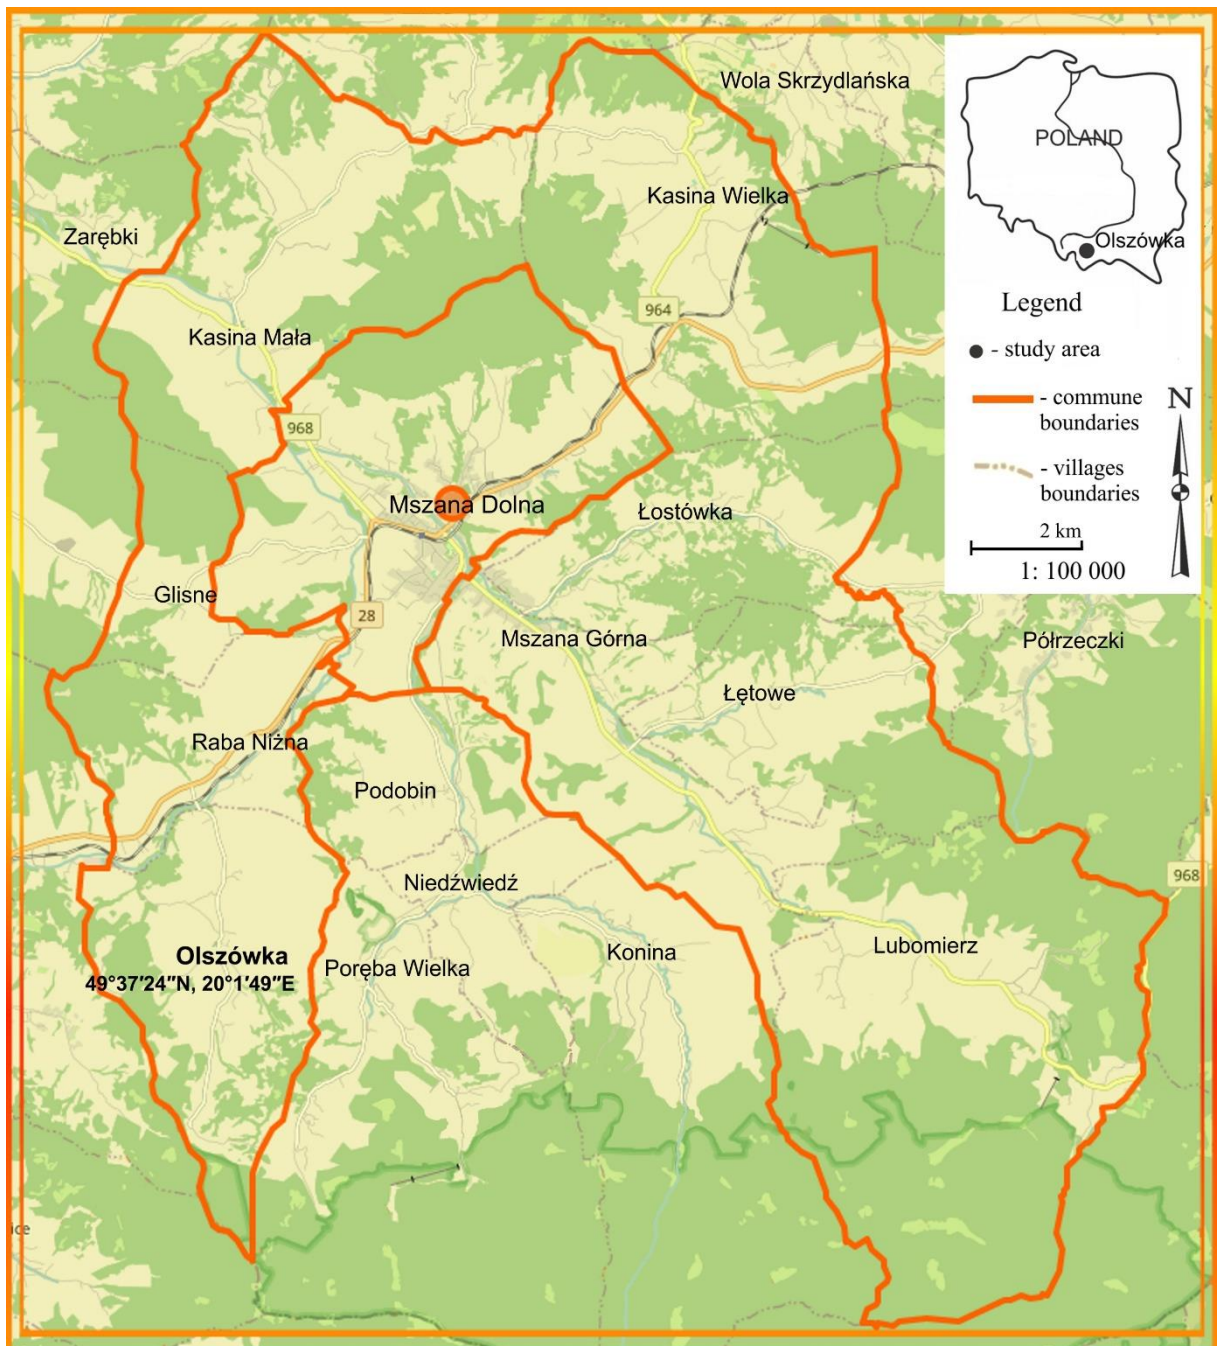 Wola Skrzydlańska
POLAND
Kasina Wielka
Zarębki
Olszówka
Legend
964
Kasina Mała
- study area
- commune
boundaries
N
968
- villages
boundaries
Mszana Dolna
Łostówka
2 km
1: 100 000
Glisne
28
Mszana Górna
Półrzeczki
Łętowe
Raba Niżna
Podobin
Niedźwiedź
968
Olszówka
49°37′24″N, 20°1′49″E
Poręba Wielka
Konina
Lubomierz
ice